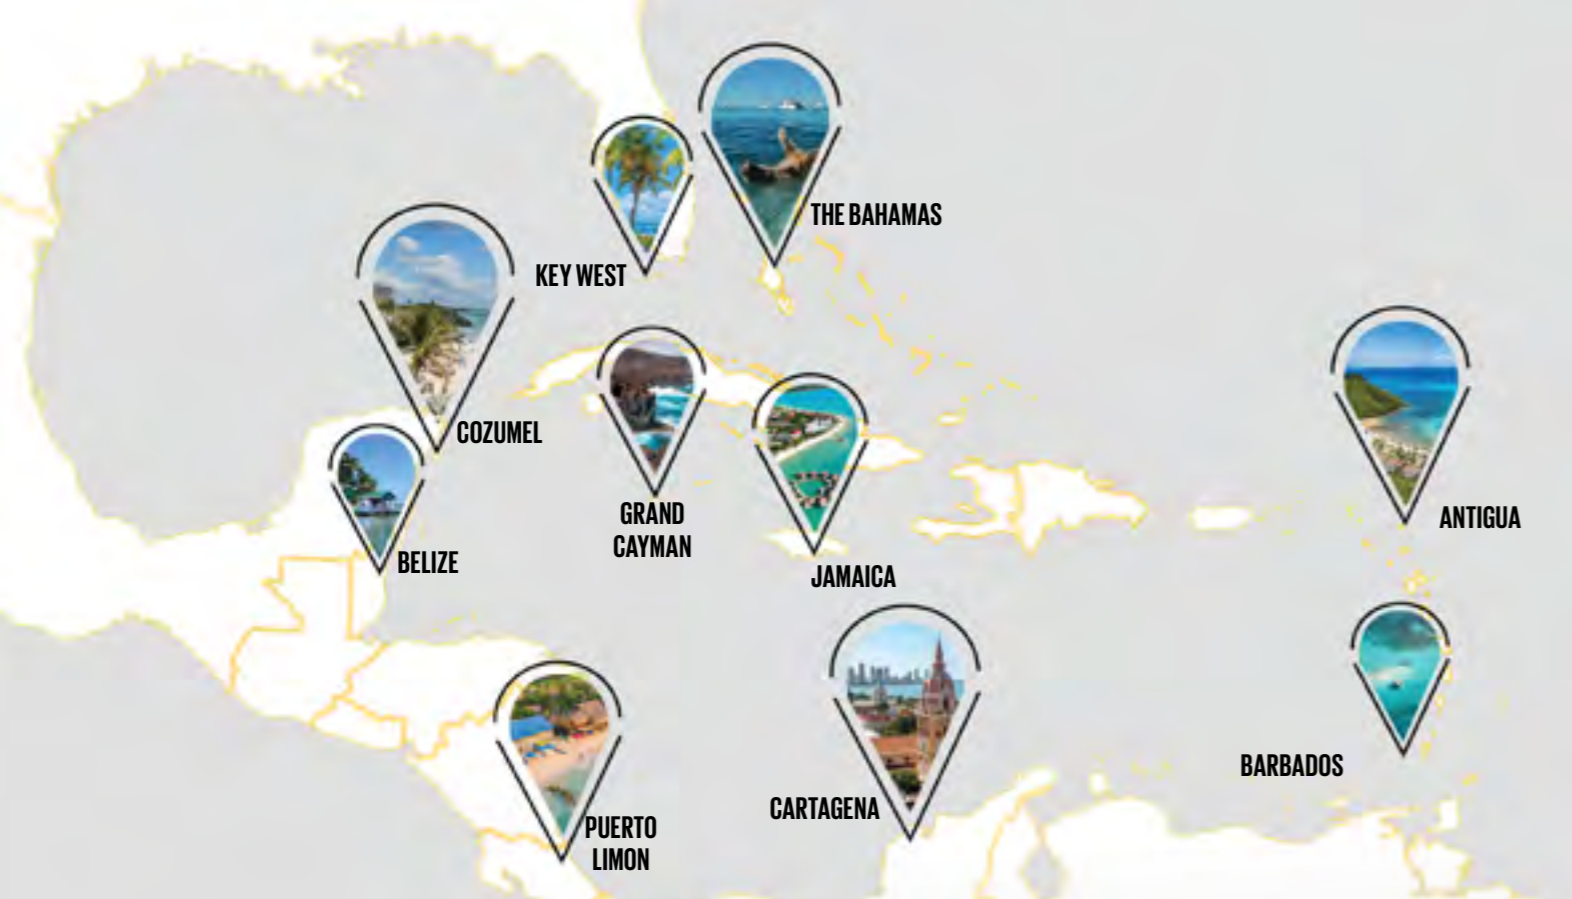 THE BAHAMAS
KEY WEST
COZUMEL
GRAND
CAYMAN
ANTIGUA
BELIZE
JAMAICA
BARBADOS
CARTAGENA
PUERTO
LIMON